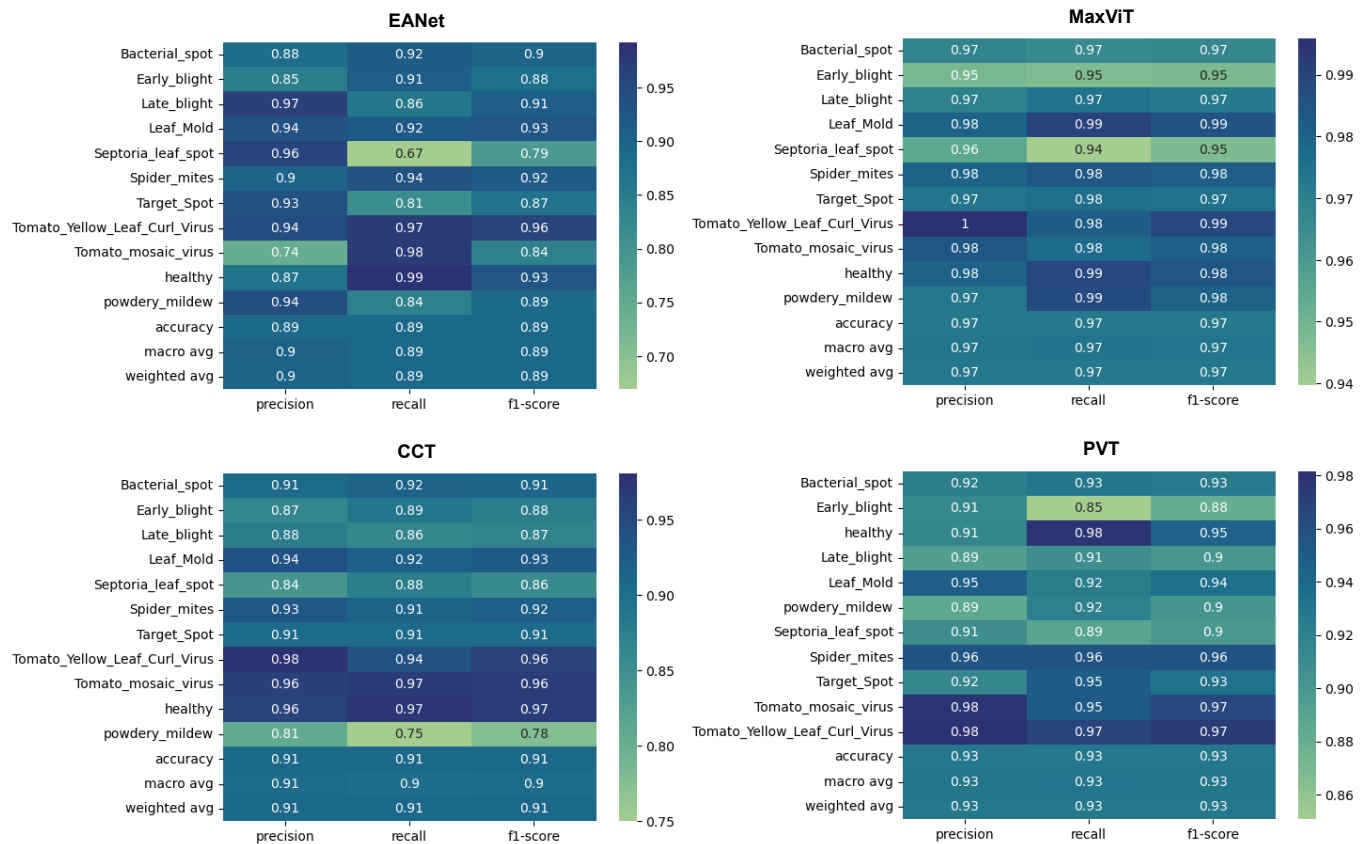 EANet
Bacterial_spot 0.88 0.92 0.9
Early_blight 0.85 0.91 0.88
Late_blight 0.97 0.86 0.91
Leaf_Mold 0.94 0.92 0.93
Septoria_leaf_spot 0.96 0.67 0.79
Spider_mites 0.9 0.94 0.92
Target_Spot 0.93 0.81 0.87
Tomato_Yellow_Leaf_Curl_Virus 0.94 0.97 0.96
Tomato_mosaic_virus 0.74 0.98 0.84
healthy 0.87 0.99 0.93
powdery_mildew 0.94 0.84 0.89
accuracy 0.89 0.89 0.89
macro avg 0.9 0.89 0.89
weighted avg 0.9 0.89 0.89
precision recall f1-score
0.95
0.90
0.85
0.80
0.75
0.70
MaxViT
Bacterial_spot 0.97 0.97 0.97
Early_blight 0.95 0.95 0.95
Late_blight 0.97 0.97 0.97
Leaf_Mold 0.98 0.99 0.99
Septoria_leaf_spot 0.96 0.94 0.95
Spider_mites 0.98 0.98 0.98
Target_Spot 0.97 0.98 0.97
Tomato_Yellow_Leaf_Curl_Virus 1 0.98 0.99
Tomato_mosaic_virus 0.98 0.98 0.98
healthy 0.98 0.99 0.98
powdery_mildew 0.97 0.99 0.98
accuracy 0.97 0.97 0.97
macro avg 0.97 0.97 0.97
weighted avg 0.97 0.97 0.97
precision recall f1-score
0.99
0.98
0.97
0.96
0.95
0.94
CCT
Bacterial_spot 0.91 0.92 0.91
Early_blight 0.87 0.89 0.88
Late_blight 0.88 0.86 0.87
Leaf_Mold 0.94 0.92 0.93
Septoria_leaf_spot 0.84 0.88 0.86
Spider_mites 0.93 0.91 0.92
Target_Spot 0.91 0.91 0.91
Tomato_Yellow_Leaf_Curl_Virus 0.98 0.94 0.96
Tomato_mosaic_virus 0.96 0.97 0.96
healthy 0.96 0.97 0.97
powdery_mildew 0.81 0.75 0.78
accuracy 0.91 0.91 0.91
macro avg 0.91 0.9 0.9
weighted avg 0.91 0.91 0.91
precision recall f1-score
0.95
0.90
0.85
0.80
0.75
PVT
Bacterial_spot 0.92 0.93 0.93
Early_blight 0.91 0.85 0.88
healthy 0.91 0.98 0.95
Late_blight 0.89 0.91 0.9
Leaf_Mold 0.95 0.92 0.94
powdery_mildew 0.89 0.92 0.9
Septoria_leaf_spot 0.91 0.89 0.9
Spider_mites 0.96 0.96 0.96
Target_Spot 0.92 0.95 0.93
Tomato_mosaic_virus 0.98 0.95 0.97
Tomato_Yellow_Leaf_Curl_Virus 0.98 0.97 0.97
accuracy 0.93 0.93 0.93
macro avg 0.93 0.93 0.93
weighted avg 0.93 0.93 0.93
precision recall f1-score
0.98
0.96
0.94
0.92
0.90
0.88
0.86